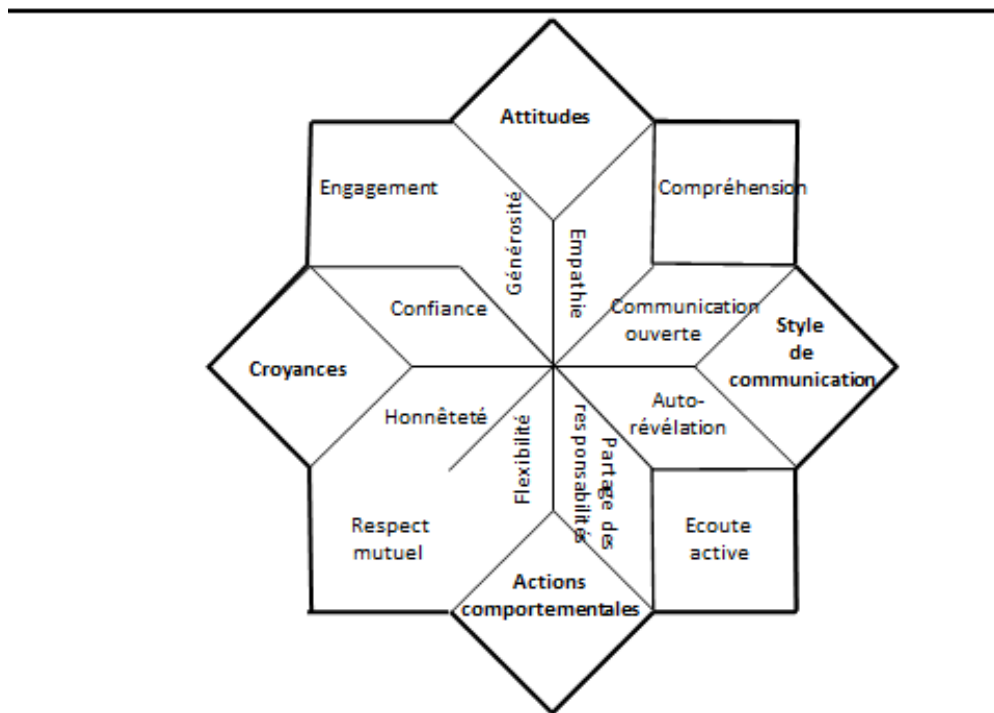 Attitudes
Engagement
Compréhension
Générosité
Empathie
Confiance
Communication
ouverte
Style
de
communication
Croyances
Honnêteté
Auto-
révélation
Flexibilité
Partage des
responsabilités
Respect
mutuel
Ecoute
active
Actions
comportementales